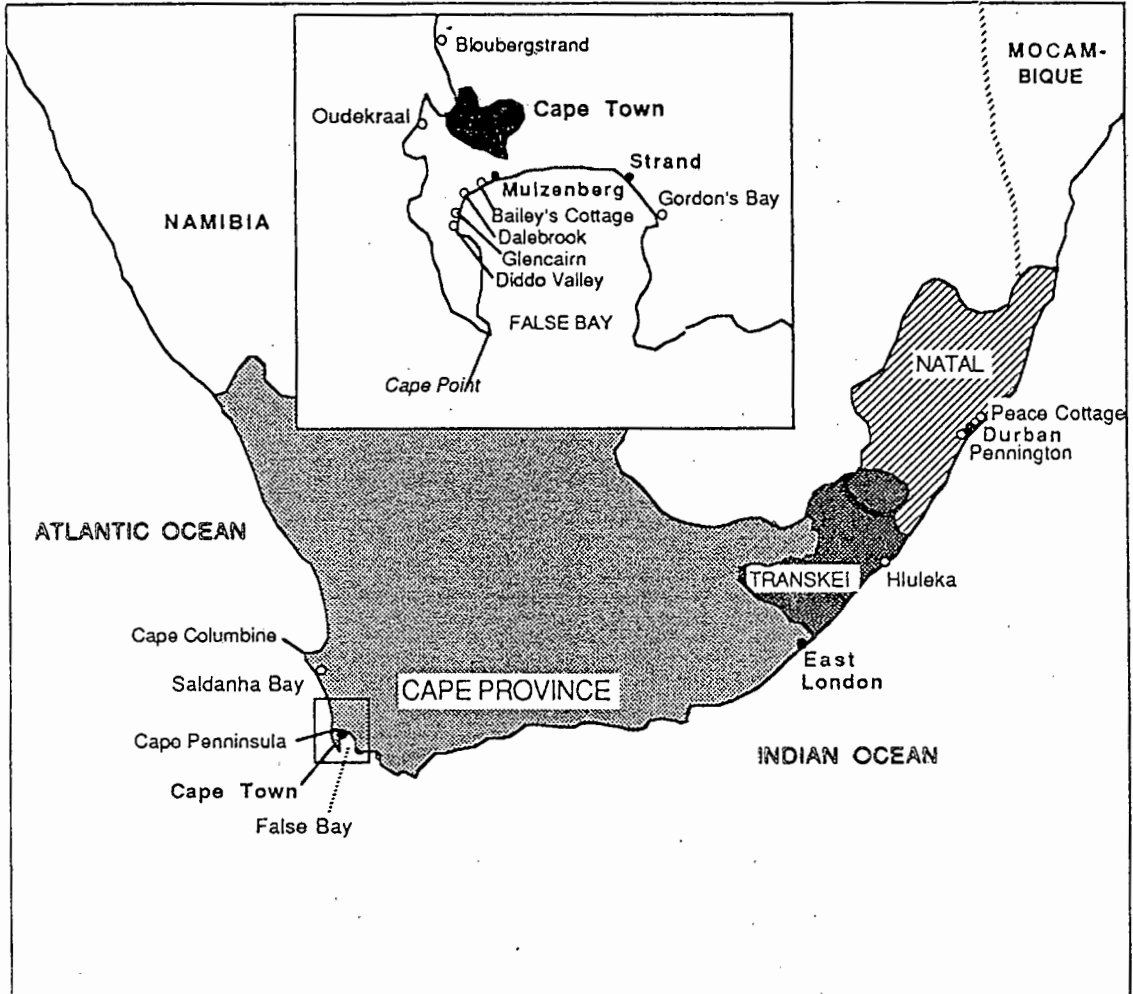 MOCAM-
BIQUE
Bloubergstrand
Oudekraal
Cape Town
Strand
Muizenberg
Gordon's Bay
Bailey's Cottage
Dalebrook
Glencairn
Diddo Valley
FALSE BAY
Cape Point
NAMIBIA
NATAL
Peace Cottage
Durban
Pennington
ATLANTIC OCEAN
TRANSKEI
Hluleka
Cape Columbine
East
London
Saldanha Bay
CAPE PROVINCE
Capo Penninsula
INDIAN OCEAN
Cape Town
False Bay